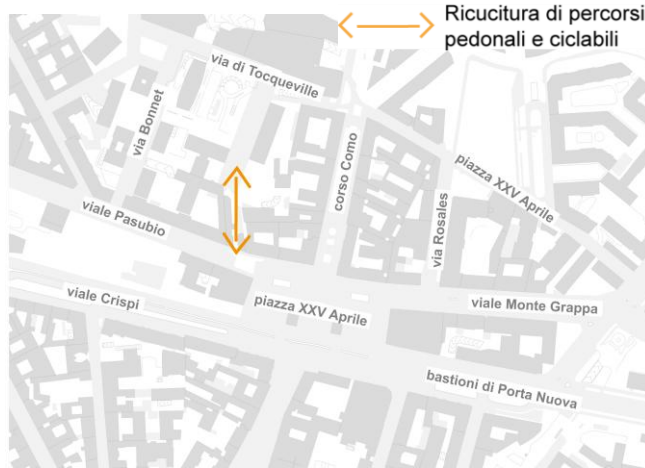 Ricucitura di percorsi
pedonali e ciclabili
via di Tocqueville
via Bonnet
corso Como
piazza XXV Aprile
via Rosales
viale Pasubio
viale Crispi
piazza XXV Aprile
viale Monte Grappa
bastioni di Porta Nuova